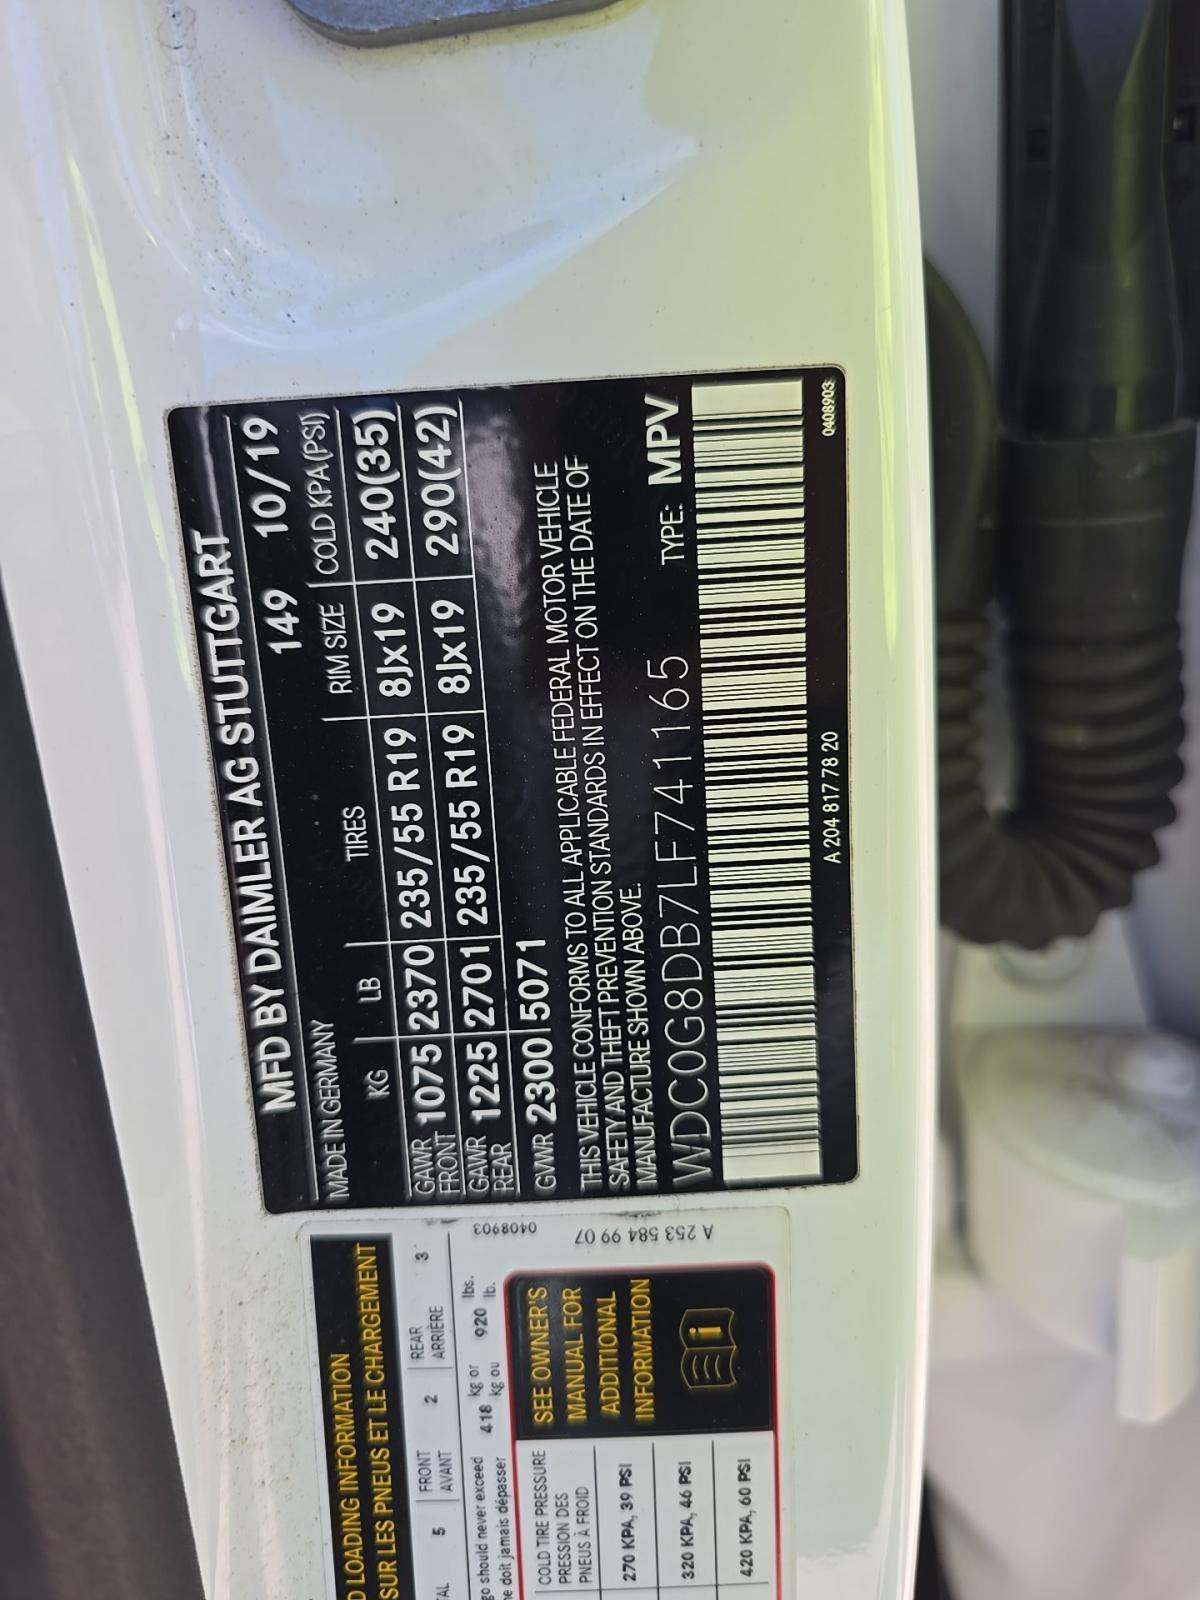 MFD BY DAIMLER AG STUTTGART
149 10/19
MADE IN GERMANY
KG LB TIRES RIM SIZE COLD KPA(PSI)
GAWR FRONT 1075 2370 235/55 R19 8Jx19 240(35)
GAWR REAR 1225 2701 235/55 R19 8Jx19 290(42)
GVWR 2300 5071
THIS VEHICLE CONFORMS TO ALL APPLICABLE FEDERAL MOTOR VEHICLE
SAFETY AND THEFT PREVENTION STANDARDS IN EFFECT ON THE DATE OF
MANUFACTURE SHOWN ABOVE.
WDC0G8DB7LF741165 TYPE: MPV
A 204 817 78 20 0408903
LOADING INFORMATION
SUR LES PNEUS ET LE CHARGEMENT
5 FRONT 2 REAR 3
AVANT ARRIÈRE
should never exceed 418 kg or 920 lbs.
ne doit jamais dépasser kg ou lb.
COLD TIRE PRESSURE
PRESSION DES
PNEUS À FROID
270 KPA, 39 PSI
320 KPA, 46 PSI
420 KPA, 60 PSI
SEE OWNER'S
MANUAL FOR
ADDITIONAL
INFORMATION
i
0408903
A 253 584 99 07